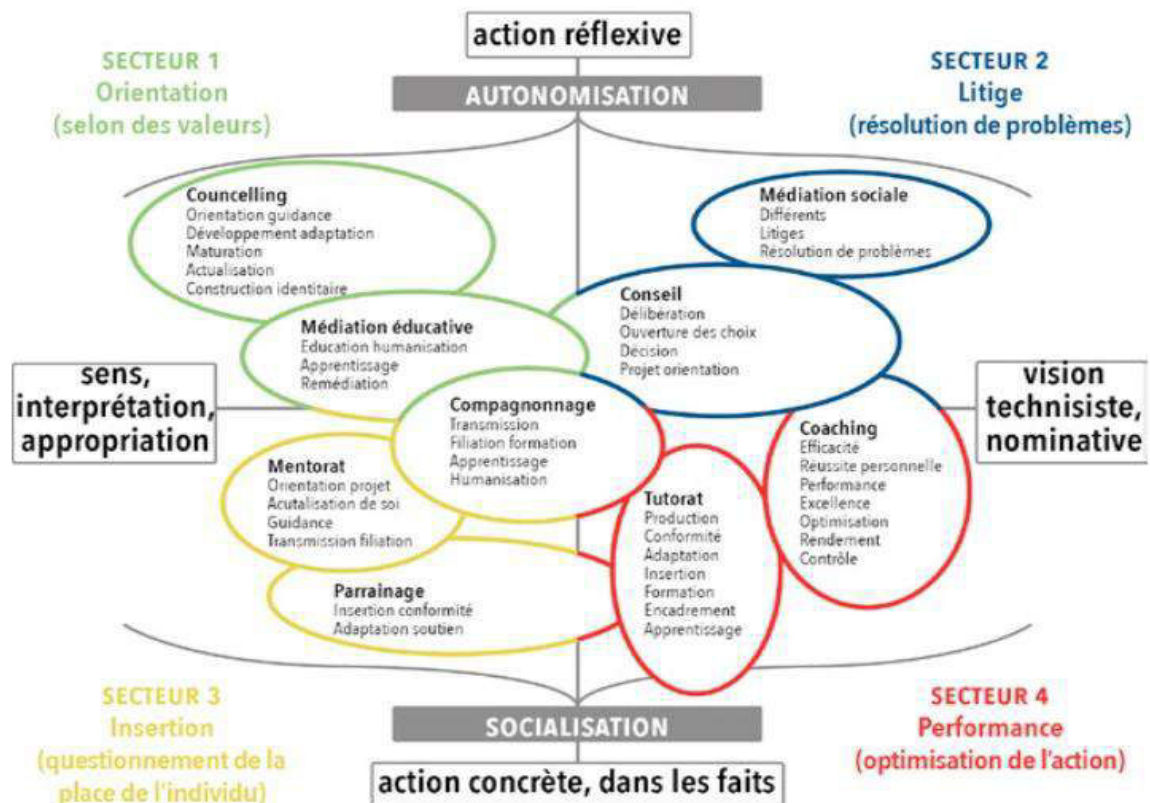 action réflexive
SECTEUR 1
Orientation
(selon des valeurs)
AUTONOMISATION
SECTEUR 2
Litige
(résolution de problèmes)
Councelling
Orientation guidance
Développement adaptation
Maturation
Actualisation
Construction identitaire
Médiation sociale
Différents
Litiges
Résolution de problèmes
Médiation éducative
Education humanisation
Apprentissage
Remédiation
Conseil
Délibération
Ouverture des choix
Décision
Projet orientation
sens,
interprétation,
appropriation
vision
technisiste,
nominative
Compagnonnage
Transmission
Filiation formation
Apprentissage
Humanisation
Coaching
Efficacité
Réussite personnelle
Performance
Excellence
Optimisation
Rendement
Contrôle
Mentorat
Orientation projet
Acutalisation de soi
Guidance
Transmission filiation
Tutorat
Production
Conformité
Adaptation
Insertion
Formation
Encadrement
Apprentissage
Parrainage
Insertion conformité
Adaptation soutien
SECTEUR 3
Insertion
(questionnement de la
place de l'individu)
SOCIALISATION
SECTEUR 4
Performance
(optimisation de l'action)
action concrète, dans les faits